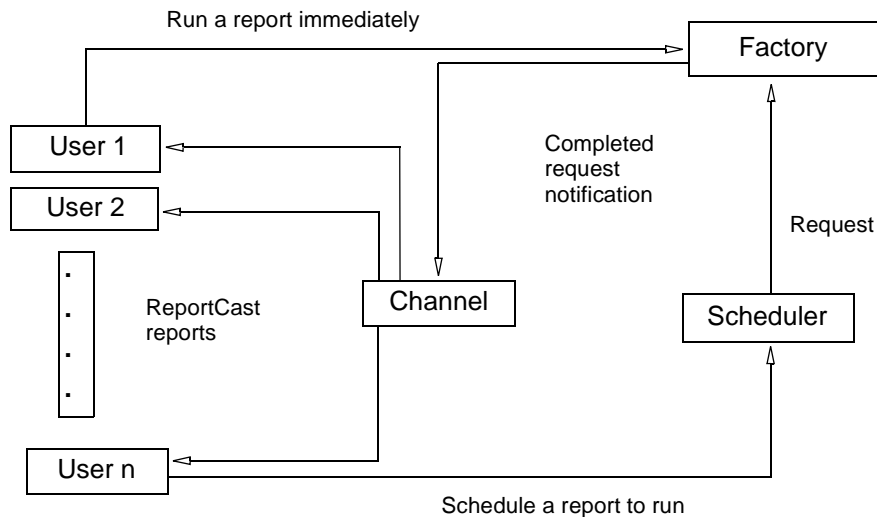 Run a report immediately
Factory
User 1
Completed
request
notification
User 2
Request
ReportCast
reports
Channel
Scheduler
User n
Schedule a report to run